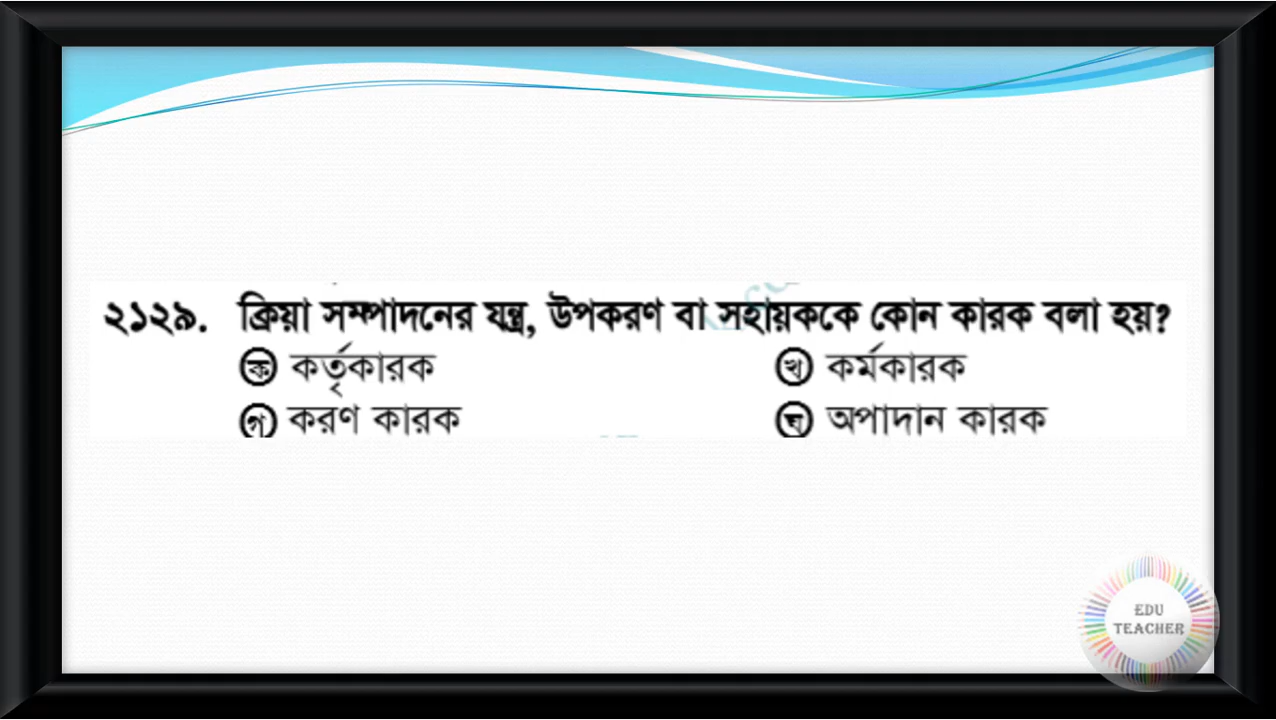 ২১২৯. ক্রিয়া সম্পাদনের যন্ত্র, উপকরণ বা সহায়ককে কোন কারক বলা হয়?
ক কর্তৃকারক খ কর্মকারক
গ করণ কারক ঘ অপাদান কারক
EDU
TEACHER